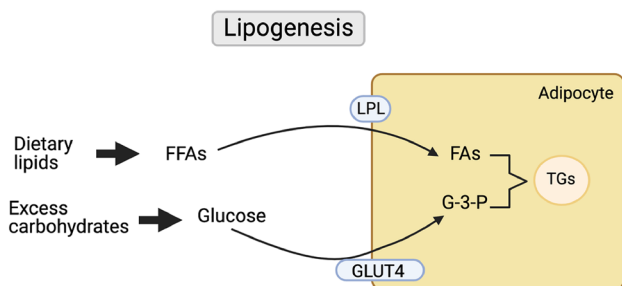 Lipogenesis
Adipocyte
LPL
Dietary
lipids
FFAs
FAs
TGs
Excess
carbohydrates
Glucose
G-3-P
GLUT4